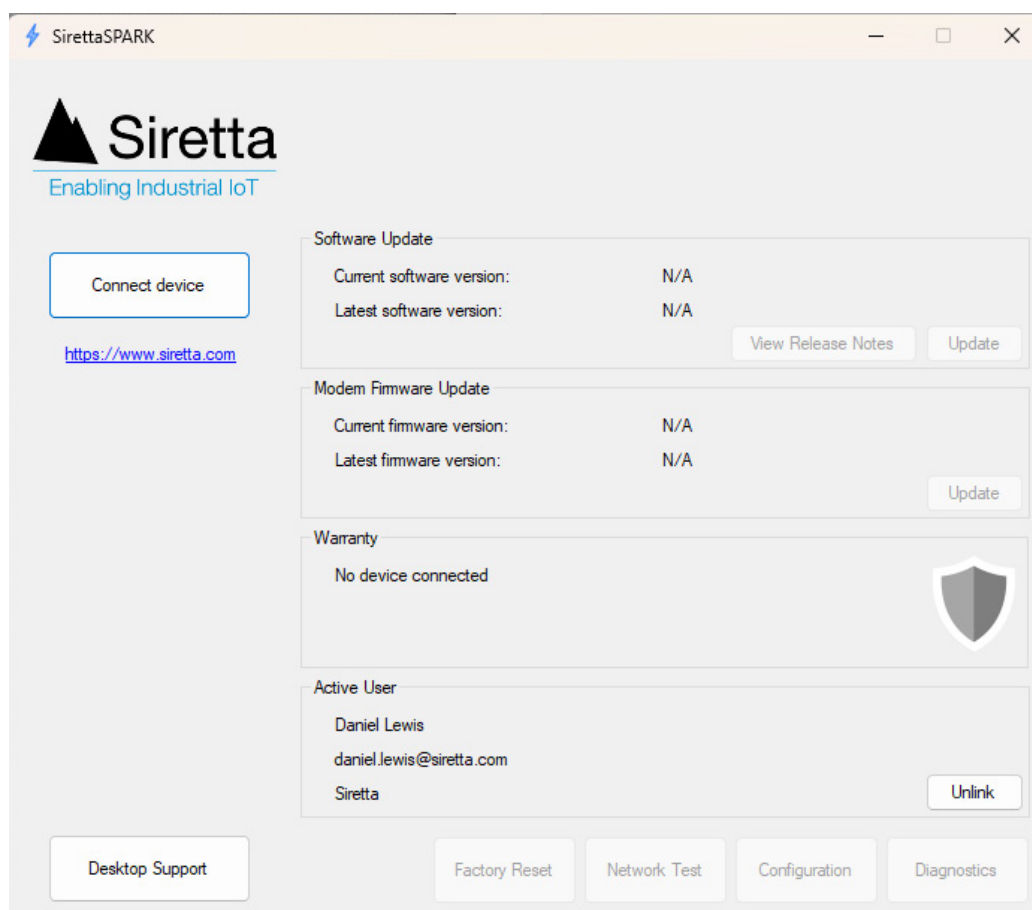 SirettaSPARK
Siretta
Enabling Industrial IoT
Connect device
https://www.siretta.com
Software Update
Current software version: N/A
Latest software version: N/A
View Release Notes Update
Modem Firmware Update
Current firmware version: N/A
Latest firmware version: N/A
Update
Warranty
No device connected
Active User
Daniel Lewis
daniel.lewis@siretta.com
Siretta
Unlink
Desktop Support Factory Reset Network Test Configuration Diagnostics